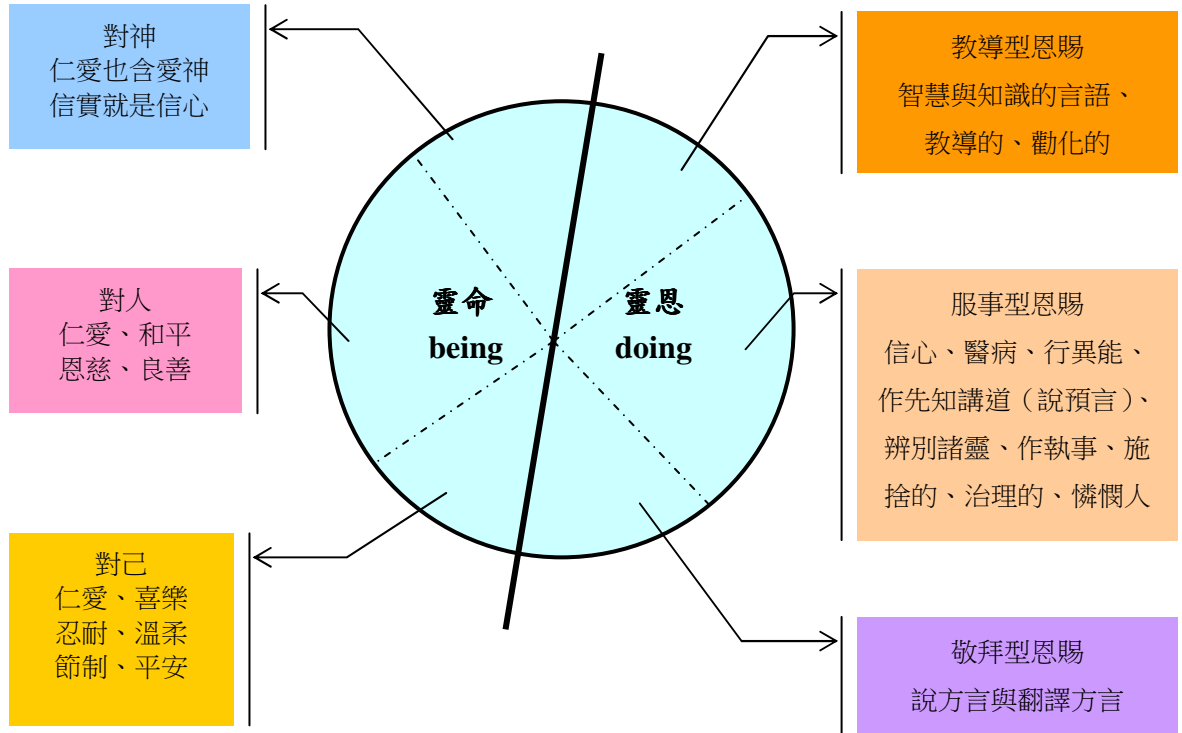 對神
仁愛也含愛神
信實就是信心
對人
仁愛、和平
恩慈、良善
對己
仁愛、喜樂
忍耐、溫柔
節制、平安
靈命
being
靈恩
doing
教導型恩賜
智慧與知識的言語、
教導的、勸化的
服事型恩賜
信心、醫病、行異能、
作先知講道（說預言）、
辨別諸靈、作執事、施
捨的、治理的、憐憫人
敬拜型恩賜
說方言與翻譯方言